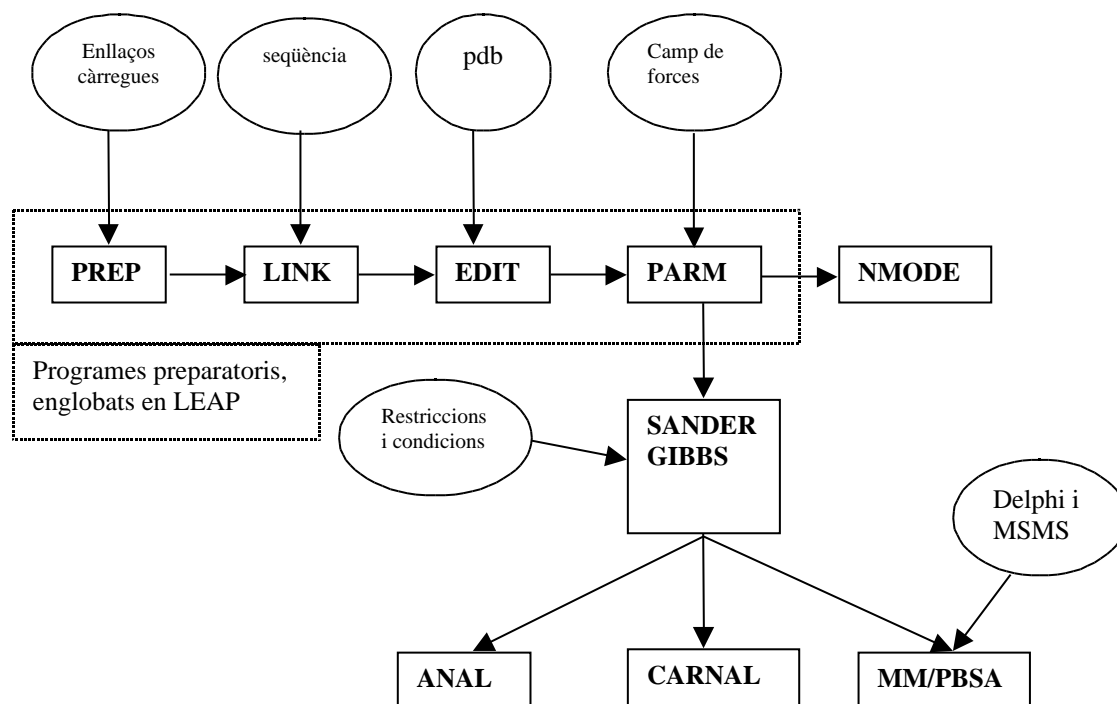 Enllaços
càrregues
seqüència
pdb
Camp de
forces
PREP
LINK
EDIT
PARM
NMODE
Programes preparatoris,
englobats en LEAP
Restriccions
i condicions
SANDER
GIBBS
Delphi i
MSMS
ANAL
CARNAL
MM/PBSA